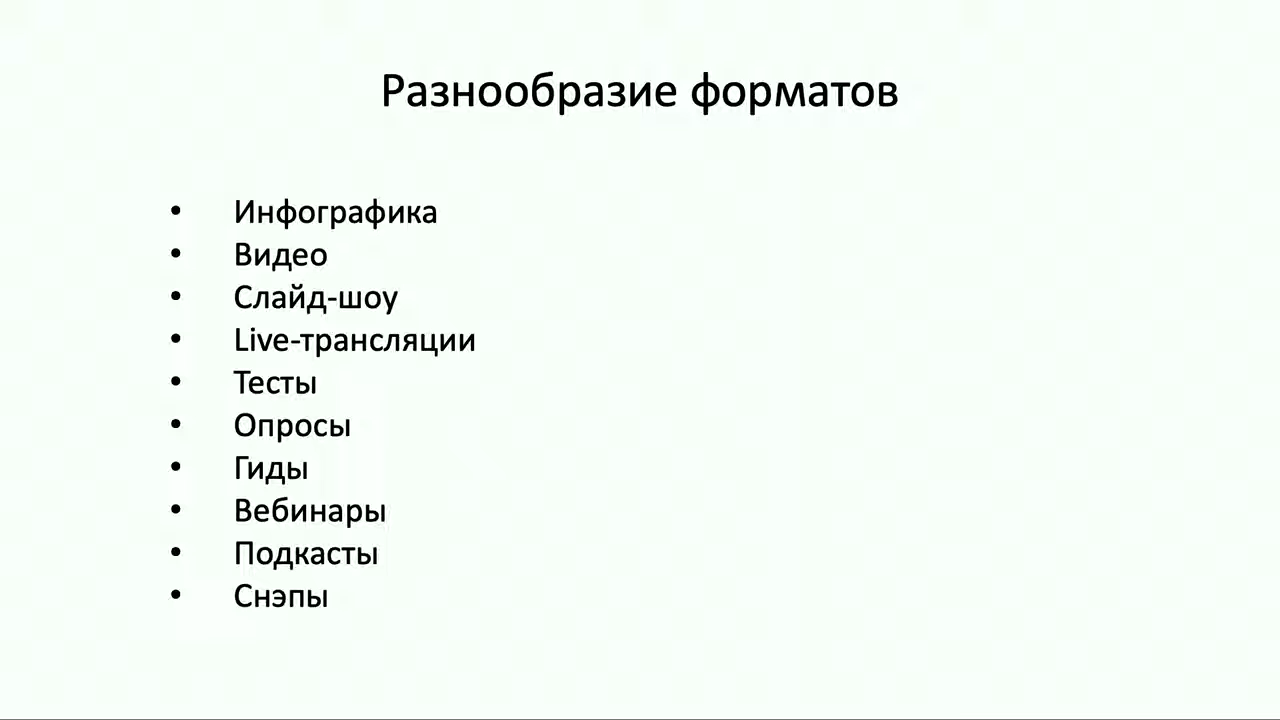 Разнообразие форматов
• Инфографика
• Видео
• Слайд-шоу
• Live-трансляции
• Тесты
• Опросы
• Гиды
• Вебинары
• Подкасты
• Снэпы